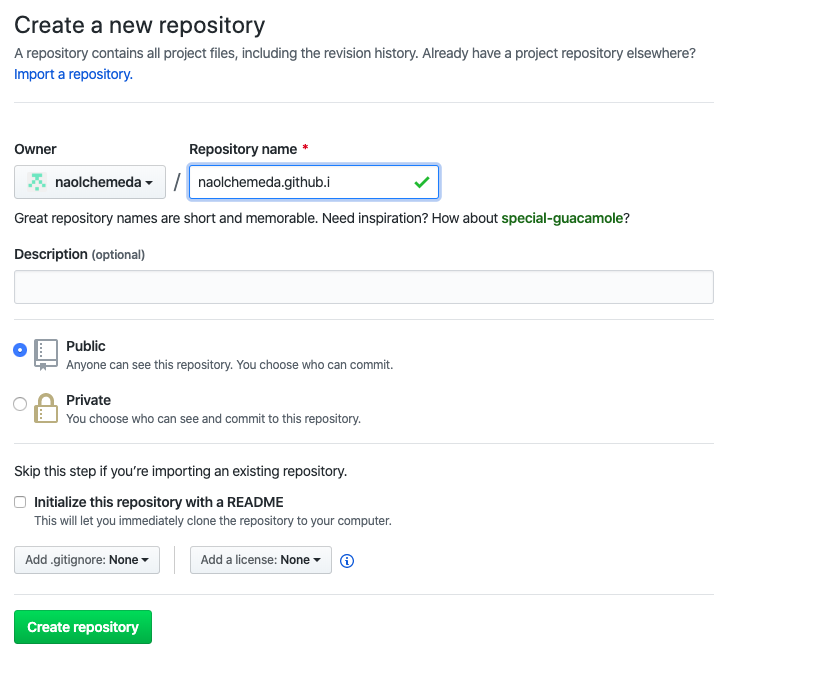 Create a new repository
A repository contains all project files, including the revision history. Already have a project repository elsewhere?
Import a repository.
Owner
Repository name *
naolchemeda
/
naolchemeda.github.i
Great repository names are short and memorable. Need inspiration? How about special-guacamole?
Description (optional)
Public
Anyone can see this repository. You choose who can commit.
Private
You choose who can see and commit to this repository.
Skip this step if you’re importing an existing repository.
Initialize this repository with a README
This will let you immediately clone the repository to your computer.
Add .gitignore: None
Add a license: None
Create repository